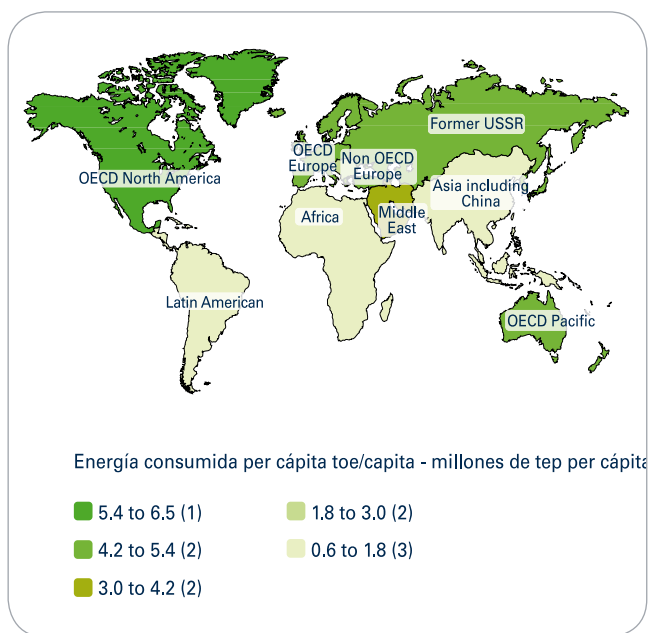 Former USSR
OECD
Europe
Non OECD
Europe
OECD North America
Asia including
China
Africa
Middle
East
Latin American
OECD Pacific
Energía consumida per cápita toe/capita - millones de tep per cápita
5.4 to 6.5 (1)
1.8 to 3.0 (2)
4.2 to 5.4 (2)
0.6 to 1.8 (3)
3.0 to 4.2 (2)